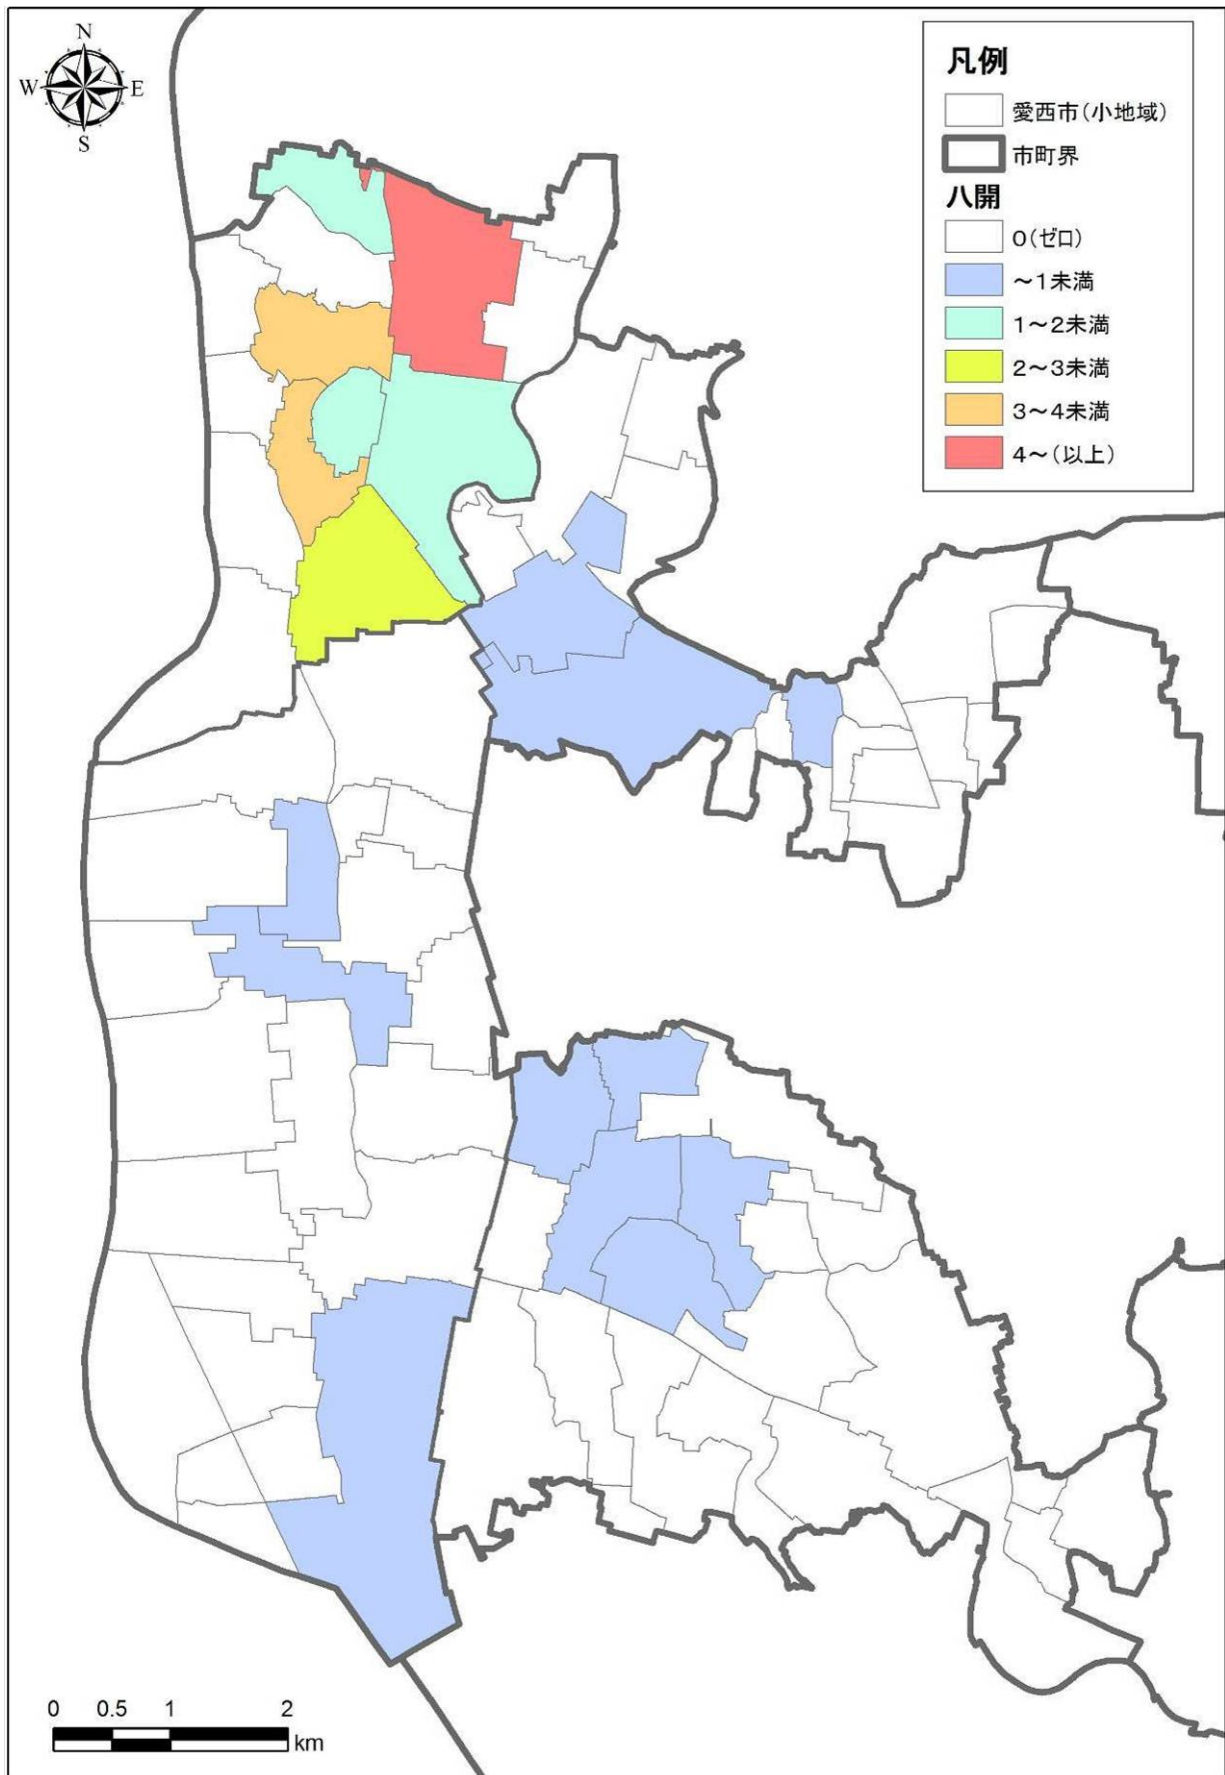 N
W E
S
凡例
愛西市(小地域)
市町界
八開
0(ゼロ)
~1未満
1~2未満
2~3未満
3~4未満
4~(以上)
0 0.5 1 2
km